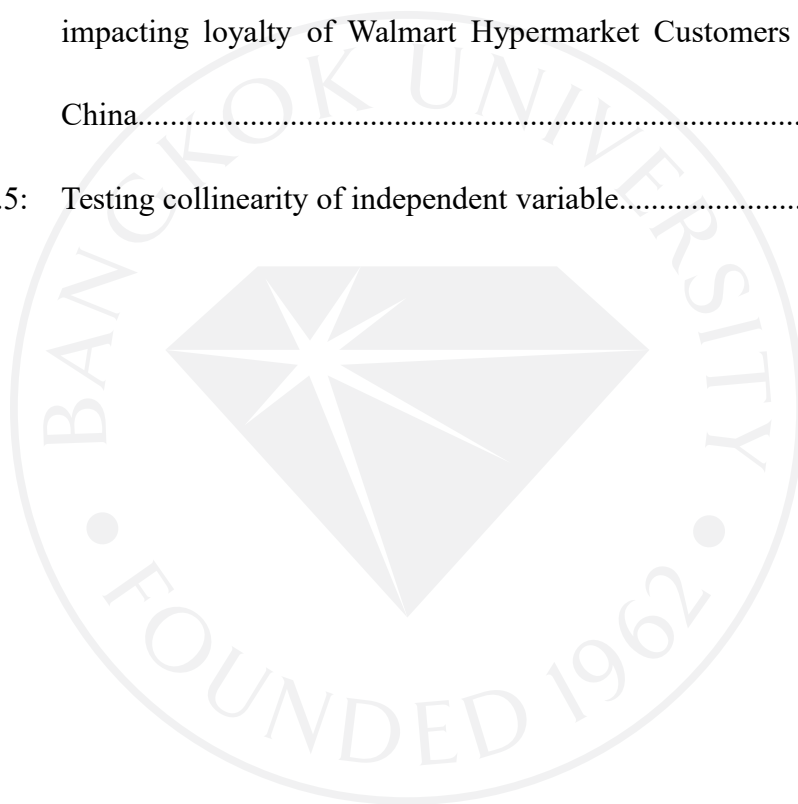 impacting loyalty of Walmart Hypermarket Customers
China...............................................................................
.5: Testing collinearity of independent variable......................
BANGKOK UNIVERSITY
• FOUNDED 1962 •